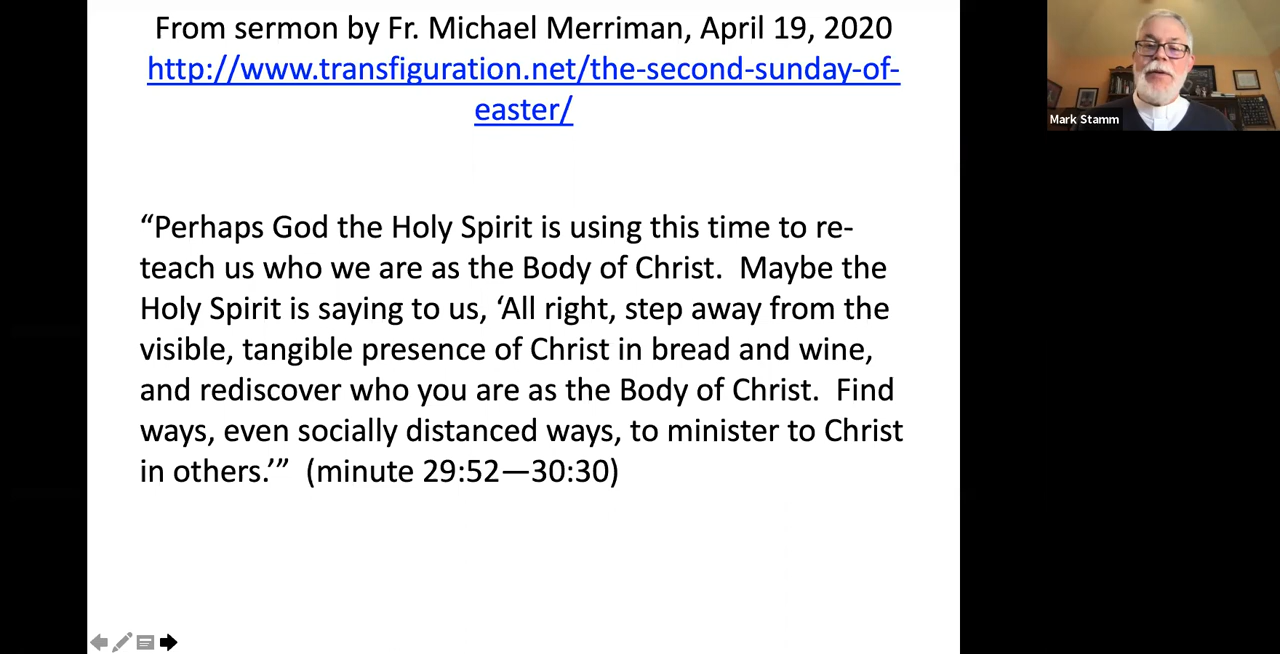 From sermon by Fr. Michael Merriman, April 19, 2020
http://www.transfiguration.net/the-second-sunday-of-
easter/
“Perhaps God the Holy Spirit is using this time to re-
teach us who we are as the Body of Christ.  Maybe the
Holy Spirit is saying to us, ‘All right, step away from the
visible, tangible presence of Christ in bread and wine,
and rediscover who you are as the Body of Christ.  Find
ways, even socially distanced ways, to minister to Christ
in others.’”  (minute 29:52—30:30)
Mark Stamm